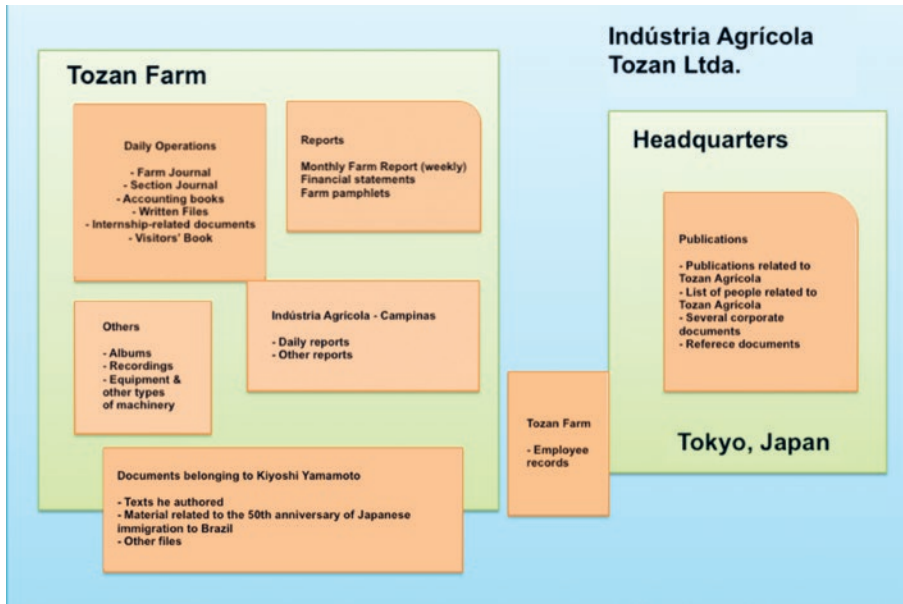 Tozan Farm
Daily Operations
- Farm Journal
- Section Journal
- Accounting books
- Written Files
- Internship-related documents
- Visitors' Book
Reports
Monthly Farm Report (weekly)
Financial statements
Farm pamphlets
Others
- Albums
- Recordings
- Equipment &
other types
of machinery
Indústria Agrícola - Campinas
- Daily reports
- Other reports
Documents belonging to Kiyoshi Yamamoto
- Texts he authored
- Material related to the 50th anniversary of Japanese
immigration to Brazil
- Other files
Tozan Farm
- Employee
records
Indústria Agrícola
Tozan Ltda.
Headquarters
Publications
- Publications related to
Tozan Agricola
- List of people related to
Tozan Agricola
- Several corporate
documents
- Referece documents
Tokyo, Japan